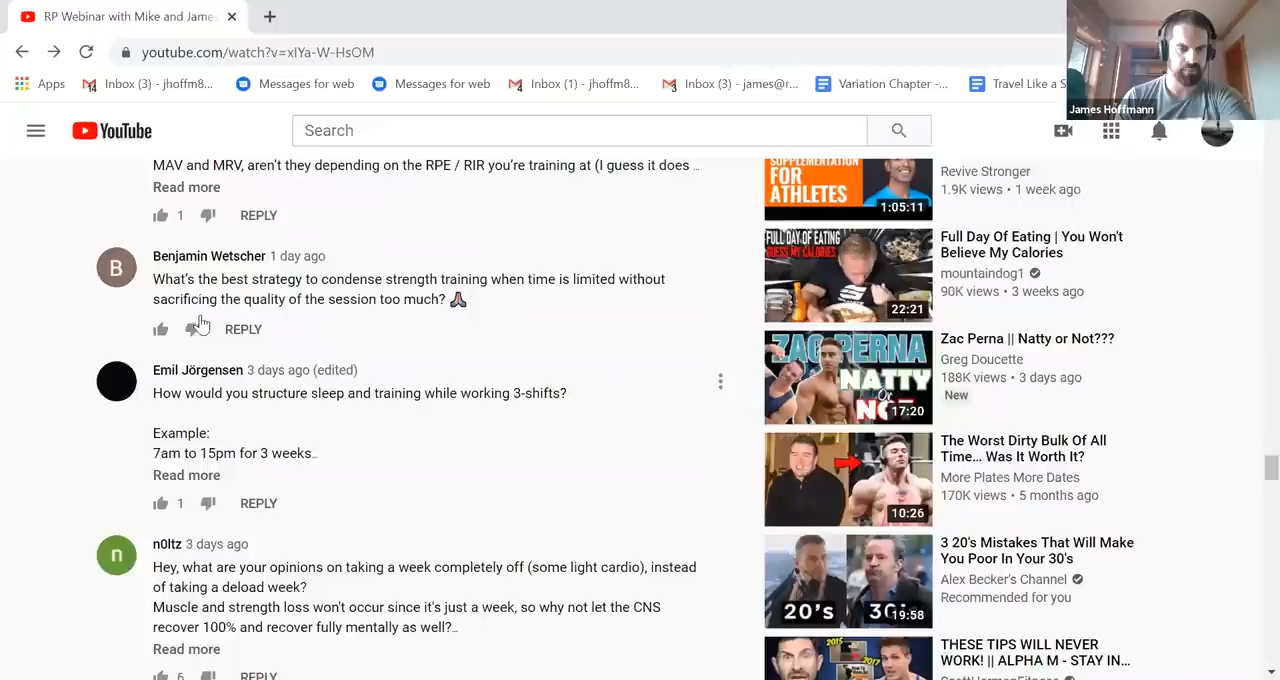 RP Webinar with Mike and James
youtube.com/watch?v=xIYa-W-HsOM
Apps
Inbox (3) - jhoffm8...
Messages for web
Messages for web
Inbox (1) - jhoffm8...
Inbox (3) - james@r...
Variation Chapter -...
Travel Like a S
James Hoffmann
YouTube
Search
MAV and MRV, aren't they depending on the RPE / RIR you're training at (I guess it does ...
Read more
1
REPLY
B
Benjamin Wetscher 1 day ago
What's the best strategy to condense strength training when time is limited without
sacrificing the quality of the session too much? 🙏
REPLY
Emil Jörgensen 3 days ago (edited)
How would you structure sleep and training while working 3-shifts?
Example:
7am to 15pm for 3 weeks...
Read more
1
REPLY
n
n0ltz 3 days ago
Hey, what are your opinions on taking a week completely off (some light cardio), instead
of taking a deload week?
Muscle and strength loss won't occur since it's just a week, so why not let the CNS
recover 100% and recover fully mentally as well?...
Read more
6
REPLY
SUPPLEMENTATION
FOR
ATHLETES
1:05:11
Revive Stronger
1.9K views • 1 week ago
FULL DAY OF EATING
GUESS MY CALORIES
22:21
Full Day Of Eating | You Won't
Believe My Calories
mountaindog1
90K views • 3 weeks ago
ZAC PERNA
NATTY
Or
17:20
Zac Perna || Natty or Not???
Greg Doucette
188K views • 3 days ago
New
10:26
The Worst Dirty Bulk Of All
Time... Was It Worth It?
More Plates More Dates
170K views • 5 months ago
20's
19:58
3 20's Mistakes That Will Make
You Poor In Your 30's
Alex Becker's Channel
Recommended for you
2015
2017
THESE TIPS WILL NEVER
WORK! || ALPHA M - STAY IN...